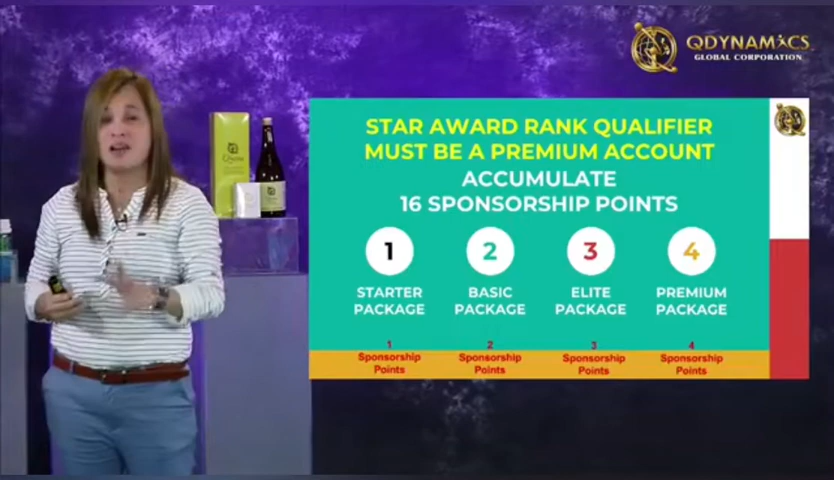 QDYNAMICS
GLOBAL CORPORATION
STAR AWARD RANK QUALIFIER
MUST BE A PREMIUM ACCOUNT
ACCUMULATE
16 SPONSORSHIP POINTS
1 2 3 4
STARTER PACKAGE
BASIC PACKAGE
ELITE PACKAGE
PREMIUM PACKAGE
1 Sponsorship Points
2 Sponsorship Points
3 Sponsorship Points
4 Sponsorship Points